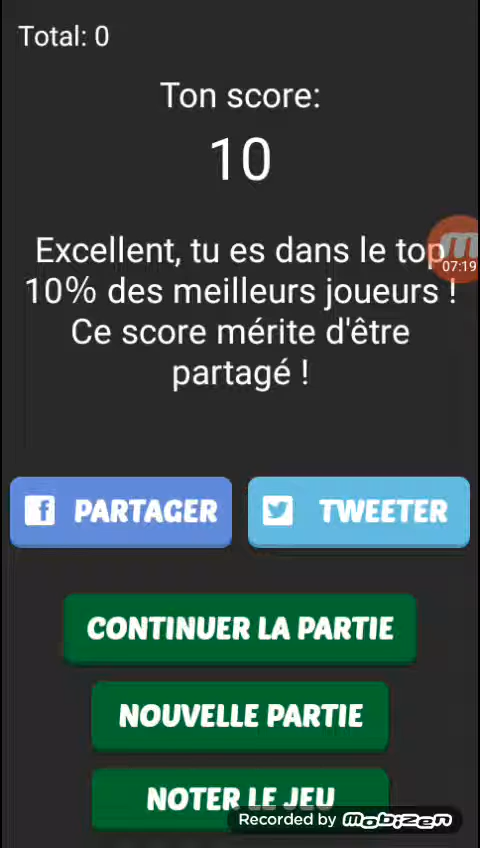 Total: 0
Ton score:
10
Excellent, tu es dans le top
07:19
10% des meilleurs joueurs !
Ce score mérite d'être
partagé !
PARTAGER
TWEETER
CONTINUER LA PARTIE
NOUVELLE PARTIE
NOTER LE JEU
Recorded by mobizen